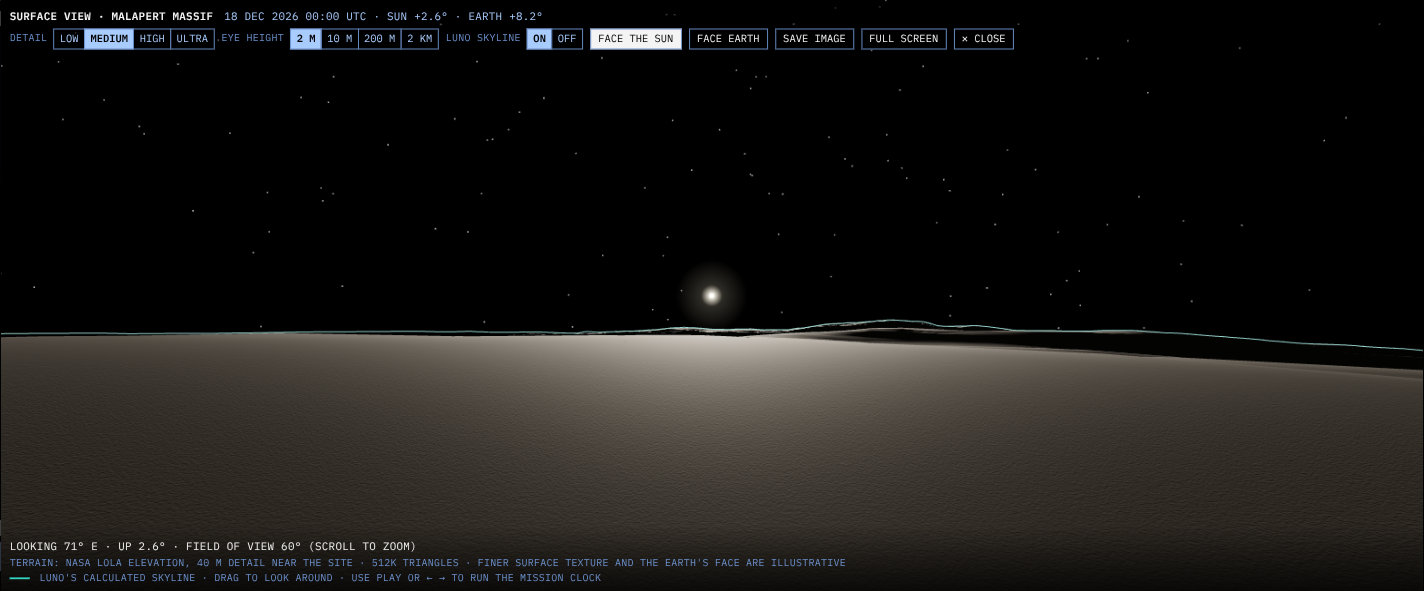 SURFACE VIEW · MALAPERT MASSIF 18 DEC 2026 00:00 UTC · SUN +2.6° · EARTH +8.2°
DETAIL LOW MEDIUM HIGH ULTRA EYE HEIGHT 2 M 10 M 200 M 2 KM LUNO SKYLINE ON OFF FACE THE SUN FACE EARTH SAVE IMAGE FULL SCREEN × CLOSE
LOOKING 71° E · UP 2.6° · FIELD OF VIEW 60° (SCROLL TO ZOOM)
TERRAIN: NASA LOLA ELEVATION, 40 M DETAIL NEAR THE SITE · 512K TRIANGLES · FINER SURFACE TEXTURE AND THE EARTH'S FACE ARE ILLUSTRATIVE
LUNO'S CALCULATED SKYLINE · DRAG TO LOOK AROUND · USE PLAY OR ← → TO RUN THE MISSION CLOCK